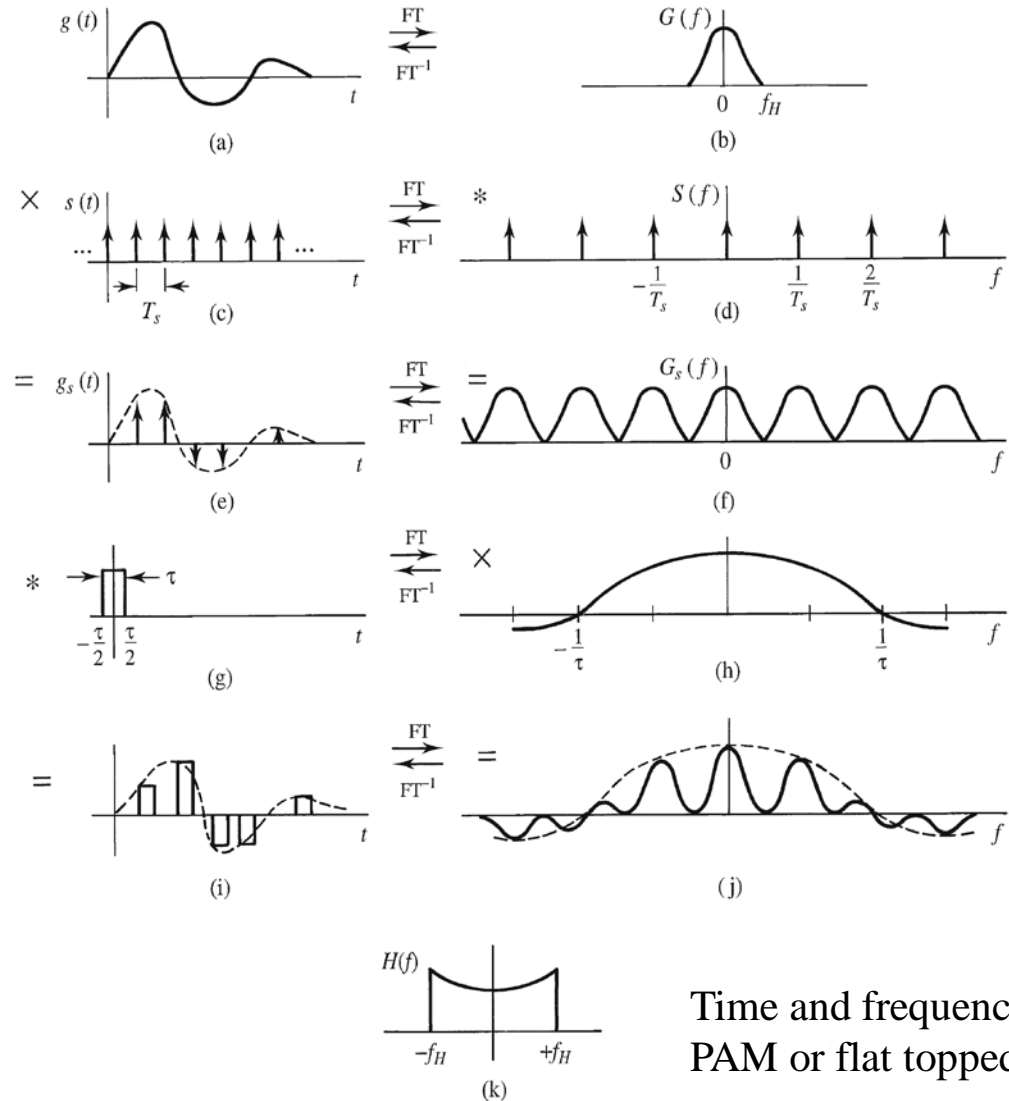 g (t) FT G (f)
FT⁻¹
t 0 f_H
(a) (b)
× s (t) FT * S (f)
... ... FT⁻¹
t -1/T_s 1/T_s 2/T_s f
T_s (c) (d)
= g_s (t) FT = G_s (f)
FT⁻¹
t 0 f
(e) (f)
* τ FT ×
FT⁻¹
-τ/2 τ/2 t -1/τ 1/τ f
(g) (h)
= FT =
FT⁻¹
t f
(i) (j)
H(f)
-f_H +f_H
(k)
Time and frequenc
PAM or flat topped